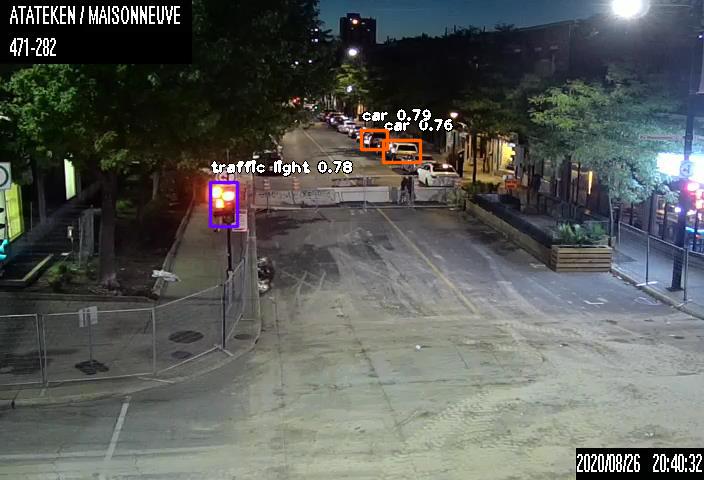 ATATEKEN / MAISONNEUVE
471-282
car 0.79
car 0.76
traffic light 0.78
2020/08/26 20:40:32